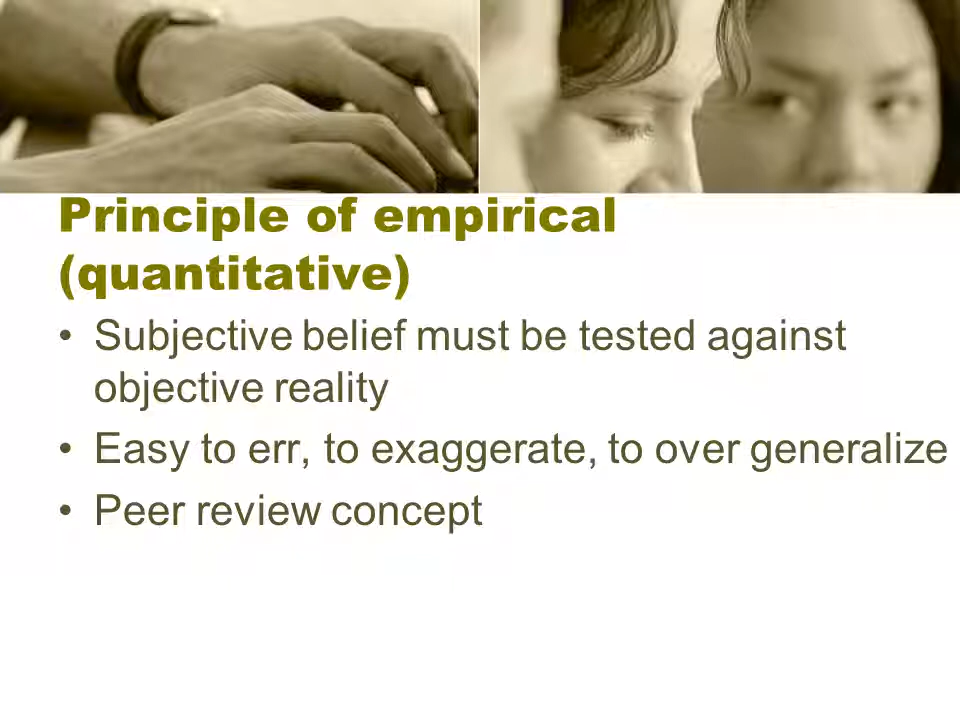 Principle of empirical
(quantitative)
• Subjective belief must be tested against
objective reality
• Easy to err, to exaggerate, to over generalize
• Peer review concept